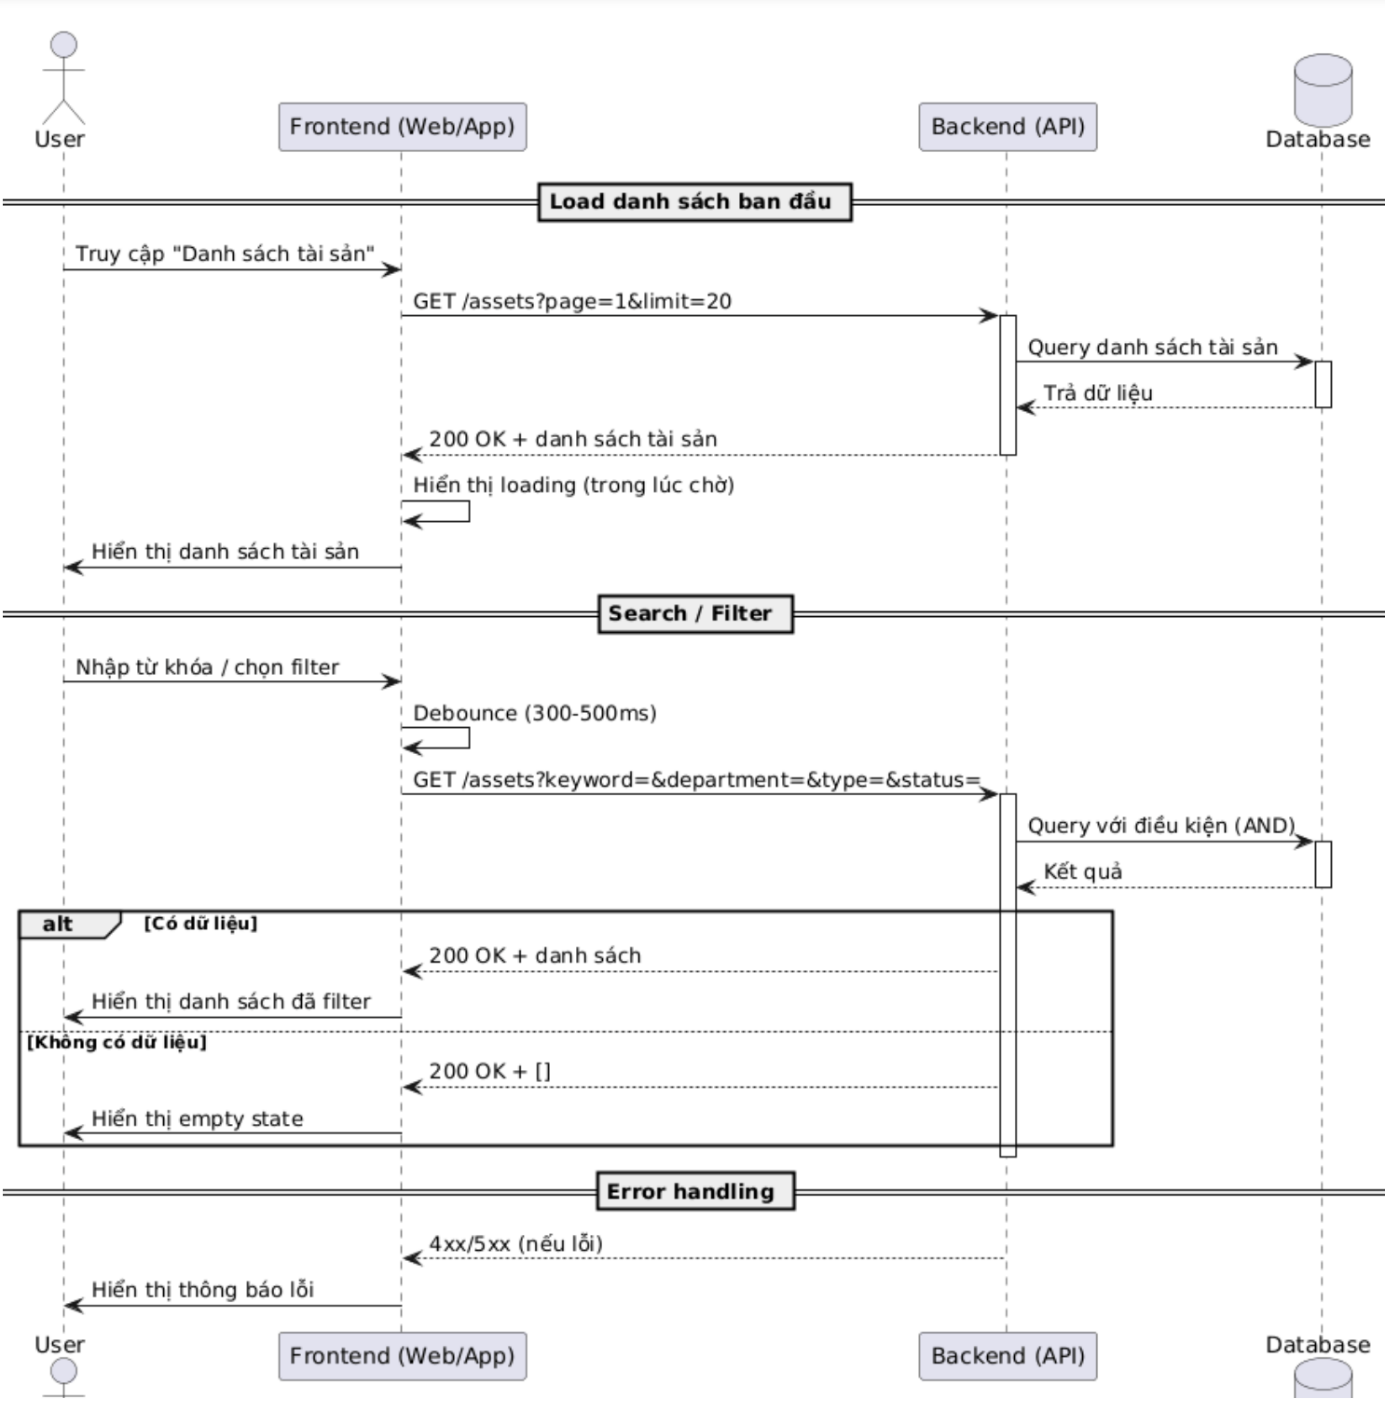 User
Frontend (Web/App)
Backend (API)
Database
Load danh sách ban đầu
Truy cập "Danh sách tài sản"
GET /assets?page=1&limit=20
Query danh sách tài sản
Trả dữ liệu
200 OK + danh sách tài sản
Hiển thị loading (trong lúc chờ)
Hiển thị danh sách tài sản
Search / Filter
Nhập từ khóa / chọn filter
Debounce (300-500ms)
GET /assets?keyword=&department=&type=&status=
Query với điều kiện (AND)
Kết quả
alt [Có dữ liệu]
200 OK + danh sách
Hiển thị danh sách đã filter
[Không có dữ liệu]
200 OK + []
Hiển thị empty state
Error handling
4xx/5xx (nếu lỗi)
Hiển thị thông báo lỗi
User
Frontend (Web/App)
Backend (API)
Database